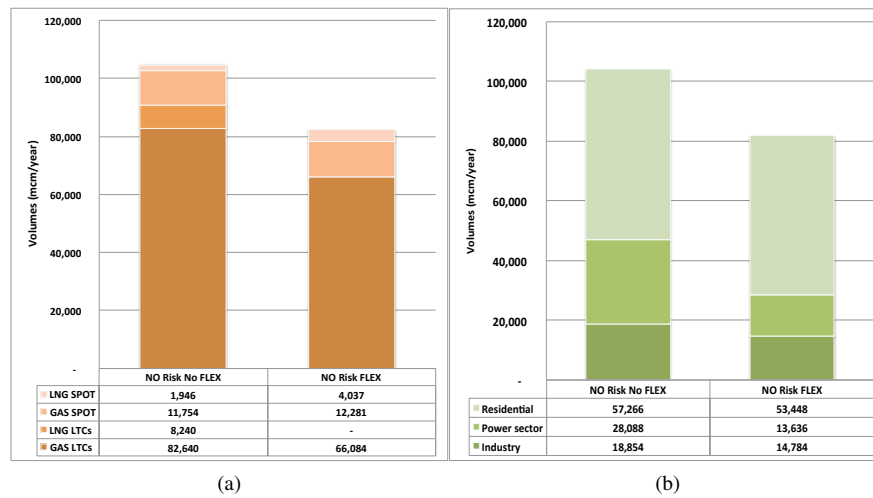 120,000
100,000
80,000
60,000
40,000
20,000
-
Volumes (mcm/year)
NO Risk No FLEX NO Risk FLEX
LNG SPOT 1,946 4,037
GAS SPOT 11,754 12,281
LNG LTCs 8,240 -
GAS LTCs 82,640 66,084
(a)
120,000
100,000
80,000
60,000
40,000
20,000
-
Volumes (mcm/year)
NO Risk No FLEX NO Risk FLEX
Residential 57,266 53,448
Power sector 28,088 13,636
Industry 18,854 14,784
(b)